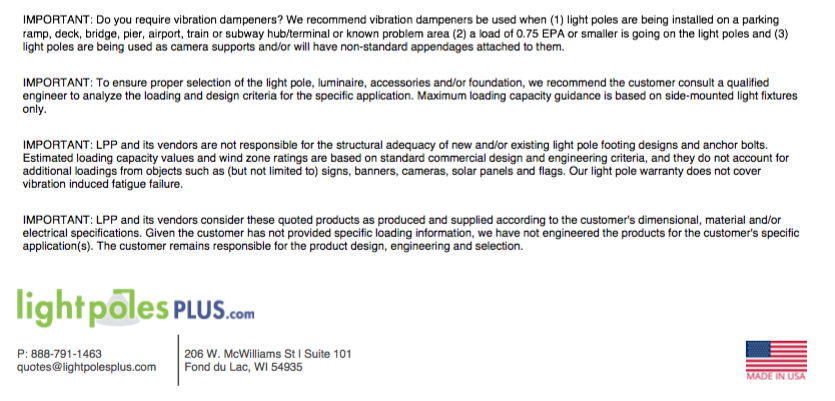 IMPORTANT: Do you require vibration dampeners? We recommend vibration dampeners be used when (1) light poles are being installed on a parking
ramp, deck, bridge, pier, airport, train or subway hub/terminal or known problem area (2) a load of 0.75 EPA or smaller is going on the light poles and (3)
light poles are being used as camera supports and/or will have non-standard appendages attached to them.
IMPORTANT: To ensure proper selection of the light pole, luminaire, accessories and/or foundation, we recommend the customer consult a qualified
engineer to analyze the loading and design criteria for the specific application. Maximum loading capacity guidance is based on side-mounted light fixtures
only.
IMPORTANT: LPP and its vendors are not responsible for the structural adequacy of new and/or existing light pole footing designs and anchor bolts.
Estimated loading capacity values and wind zone ratings are based on standard commercial design and engineering criteria, and they do not account for
additional loadings from objects such as (but not limited to) signs, banners, cameras, solar panels and flags. Our light pole warranty does not cover
vibration induced fatigue failure.
IMPORTANT: LPP and its vendors consider these quoted products as produced and supplied according to the customer's dimensional, material and/or
electrical specifications. Given the customer has not provided specific loading information, we have not engineered the products for the customer's specific
application(s). The customer remains responsible for the product design, engineering and selection.
lightpoles PLUS.com
P: 888-791-1463
quotes@lightpolesplus.com
206 W. McWilliams St I Suite 101
Fond du Lac, WI 54935
MADE IN USA